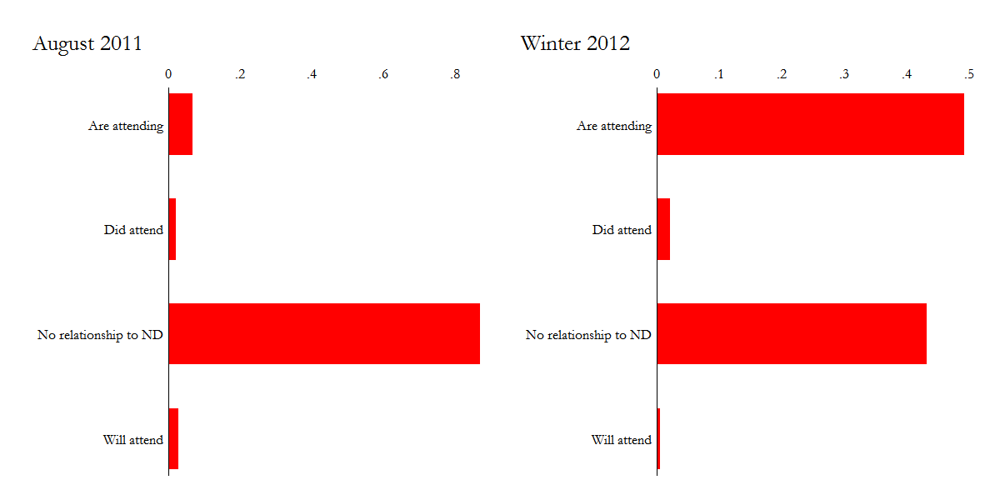 August 2011
0 .2 .4 .6 .8
Are attending
Did attend
No relationship to ND
Will attend
Winter 2012
0 .1 .2 .3 .4 .5
Are attending
Did attend
No relationship to ND
Will attend